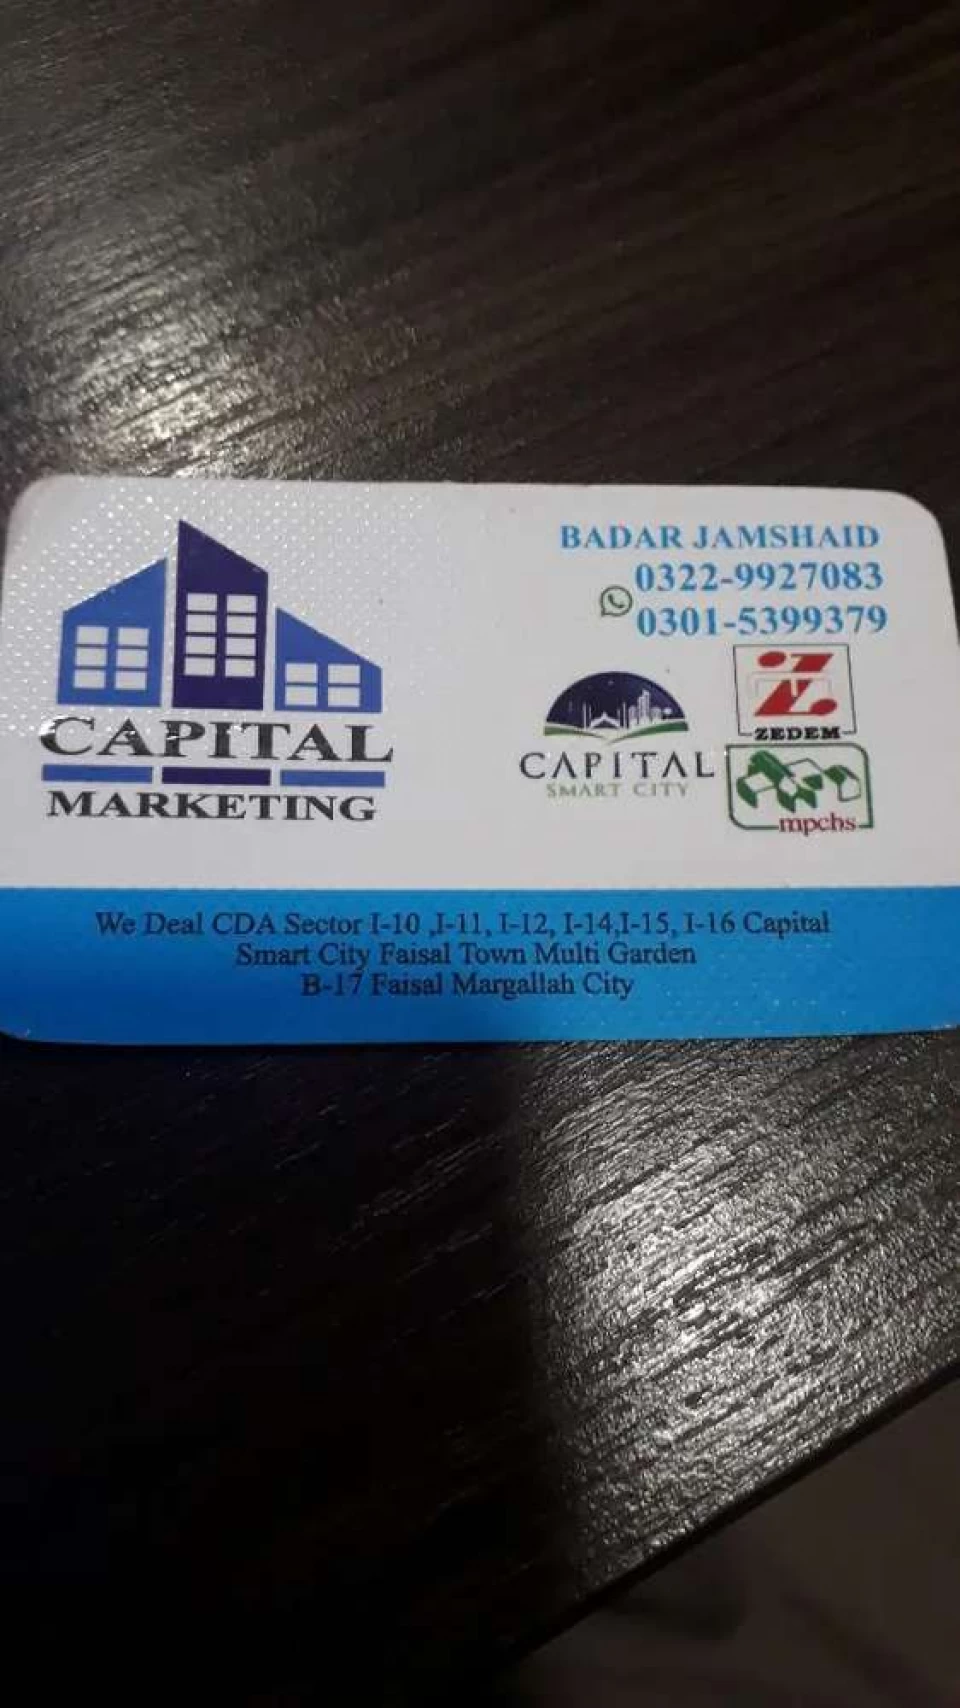 CAPITAL
MARKETING
BADAR JAMSHAID
0322-9927083
0301-5399379
CAPITAL
SMART CITY
ZEDEM
mpchs
We Deal CDA Sector I-10 ,I-11, I-12, I-14,I-15, I-16 Capital
Smart City Faisal Town Multi Garden
B-17 Faisal Margallah City